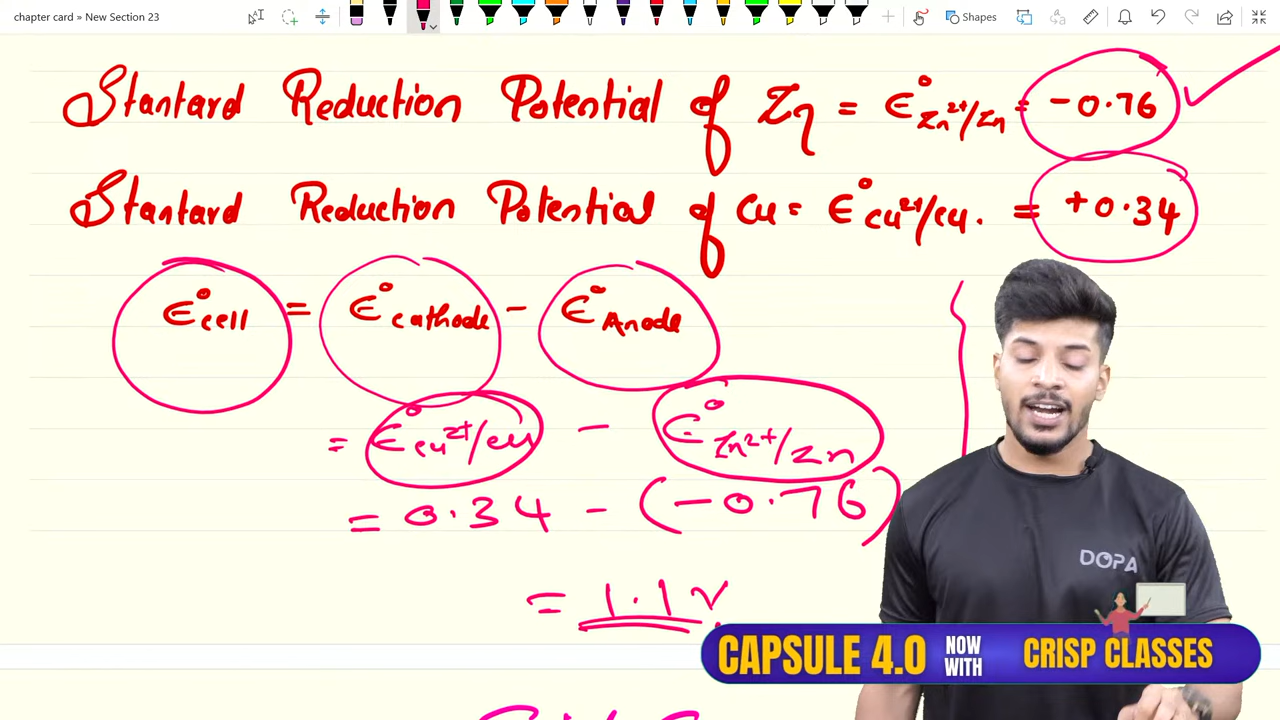 chapter card » New Section 23
Shapes
Stantard Reduction Potential of Zn = E°Zn²⁺/Zn = -0.76
Stantard Reduction Potential of Cu = E°Cu²⁺/Cu. = +0.34
E°cell = E°cathode - E°Anode
= E°Cu²⁺/Cu - E°Zn²⁺/Zn
= 0.34 - (-0.76)
= 1.1 V
DOPA
CAPSULE 4.0 NOW WITH CRISP CLASSES